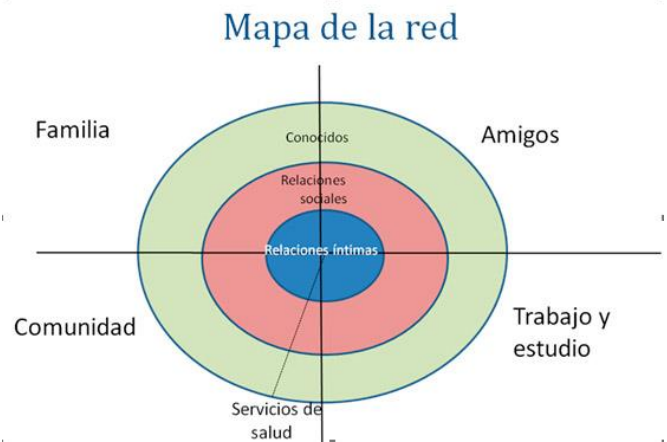 Mapa de la red
Familia
Conocidos
Amigos
Relaciones
sociales
Relaciones íntimas
Comunidad
Trabajo y
estudio
Servicios de
salud